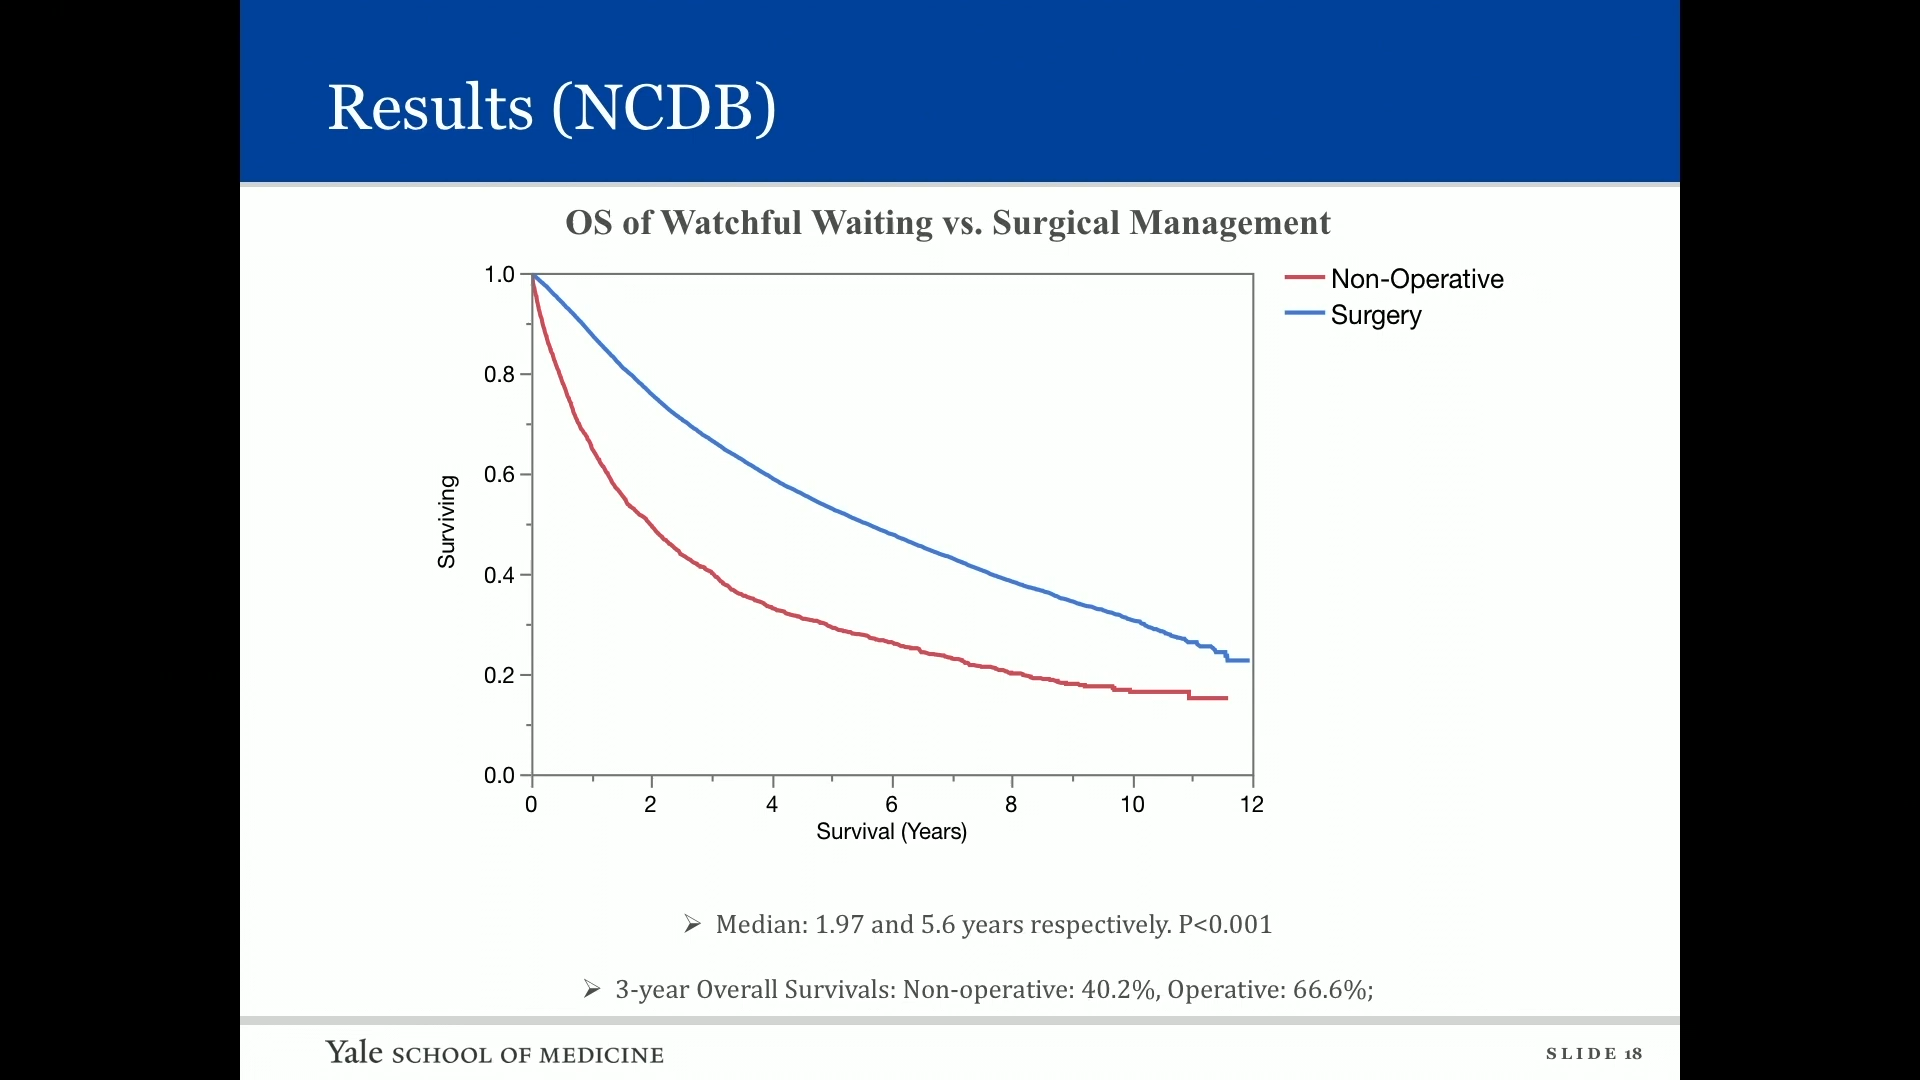 Results (NCDB)
OS of Watchful Waiting vs. Surgical Management
1.0
0.8
0.6
0.4
0.2
0.0
Surviving
0 2 4 6 8 10 12
Survival (Years)
Non-Operative
Surgery
➢ Median: 1.97 and 5.6 years respectively. P<0.001
➢ 3-year Overall Survivals: Non-operative: 40.2%, Operative: 66.6%;
Yale SCHOOL OF MEDICINE
SLIDE 18